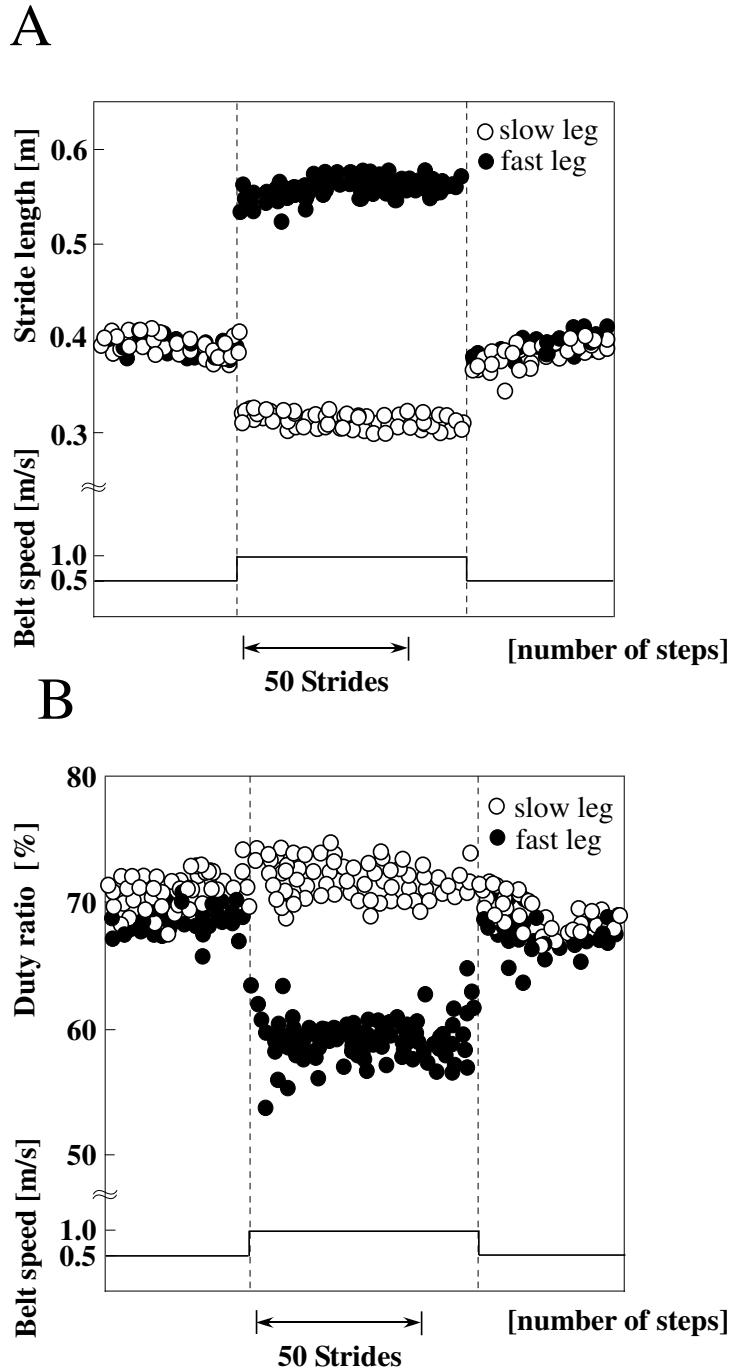 A
Stride length [m]
0.6
0.5
0.4
0.3
slow leg
fast leg
Belt speed [m/s]
1.0
0.5
[number of steps]
50 Strides
B
Duty ratio [%]
80
70
60
50
slow leg
fast leg
Belt speed [m/s]
1.0
0.5
[number of steps]
50 Strides